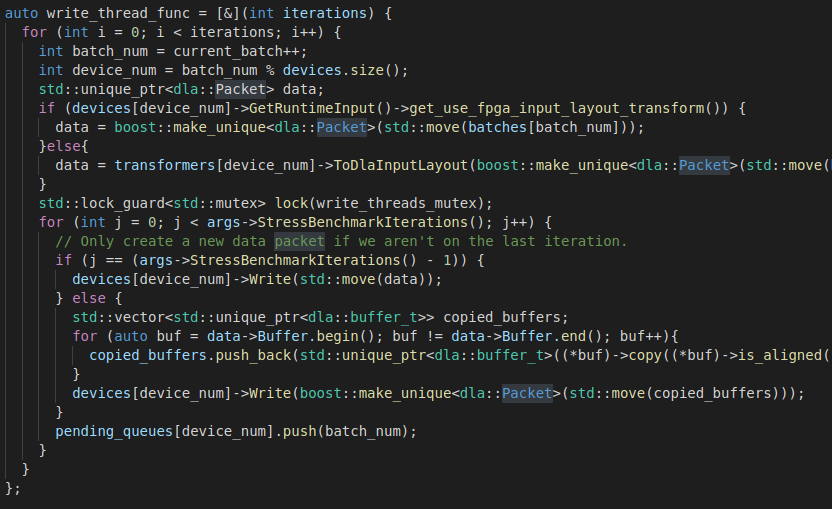 auto write_thread_func = [&](int iterations) {
for (int i = 0; i < iterations; i++) {
int batch_num = current_batch++;
int device_num = batch_num % devices.size();
std::unique_ptr<dla::Packet> data;
if (devices[device_num]->GetRuntimeInput()->get_use_fpga_input_layout_transform()) {
data = boost::make_unique<dla::Packet>(std::move(batches[batch_num]));
}else{
data = transformers[device_num]->ToDlaInputLayout(boost::make_unique<dla::Packet>(std::move(
}
std::lock_guard<std::mutex> lock(write_threads_mutex);
for (int j = 0; j < args->StressBenchmarkIterations(); j++) {
// Only create a new data packet if we aren't on the last iteration.
if (j == (args->StressBenchmarkIterations() - 1)) {
devices[device_num]->Write(std::move(data));
} else {
std::vector<std::unique_ptr<dla::buffer_t>> copied_buffers;
for (auto buf = data->Buffer.begin(); buf != data->Buffer.end(); buf++){
copied_buffers.push_back(std::unique_ptr<dla::buffer_t>((*buf)->copy((*buf)->is_aligned(
}
devices[device_num]->Write(boost::make_unique<dla::Packet>(std::move(copied_buffers)));
}
pending_queues[device_num].push(batch_num);
}
}
};